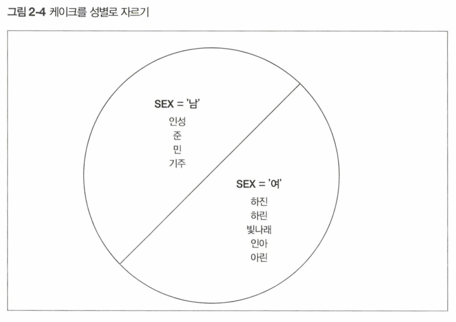 그림 2-4 케이크를 성별로 자르기
SEX = '남'
인성
준
민
기주
SEX = '여'
하진
하린
빛나래
인아
아린